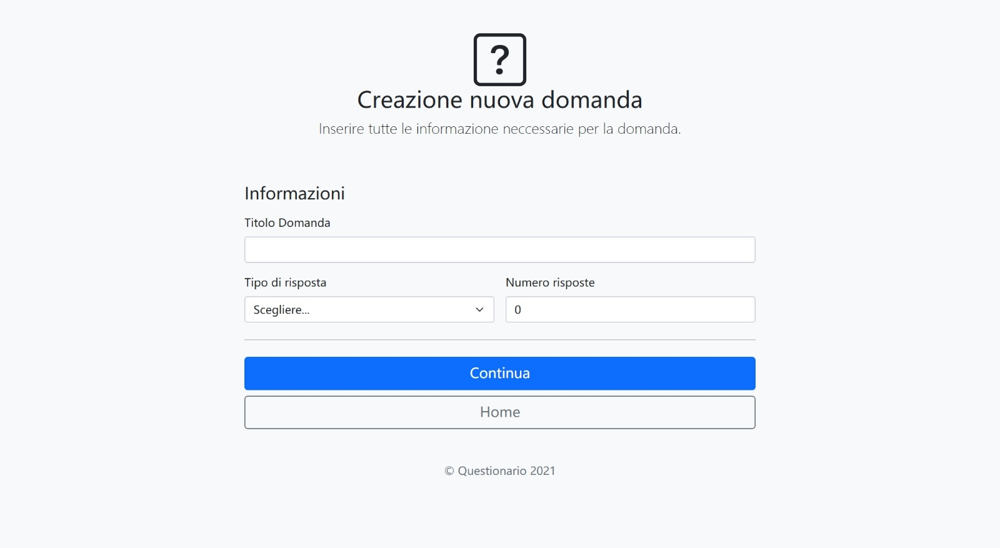 ?
Creazione nuova domanda
Inserire tutte le informazione neccessarie per la domanda.
Informazioni
Titolo Domanda
Tipo di risposta
Numero risposte
Scegliere...
0
Continua
Home
© Questionario 2021